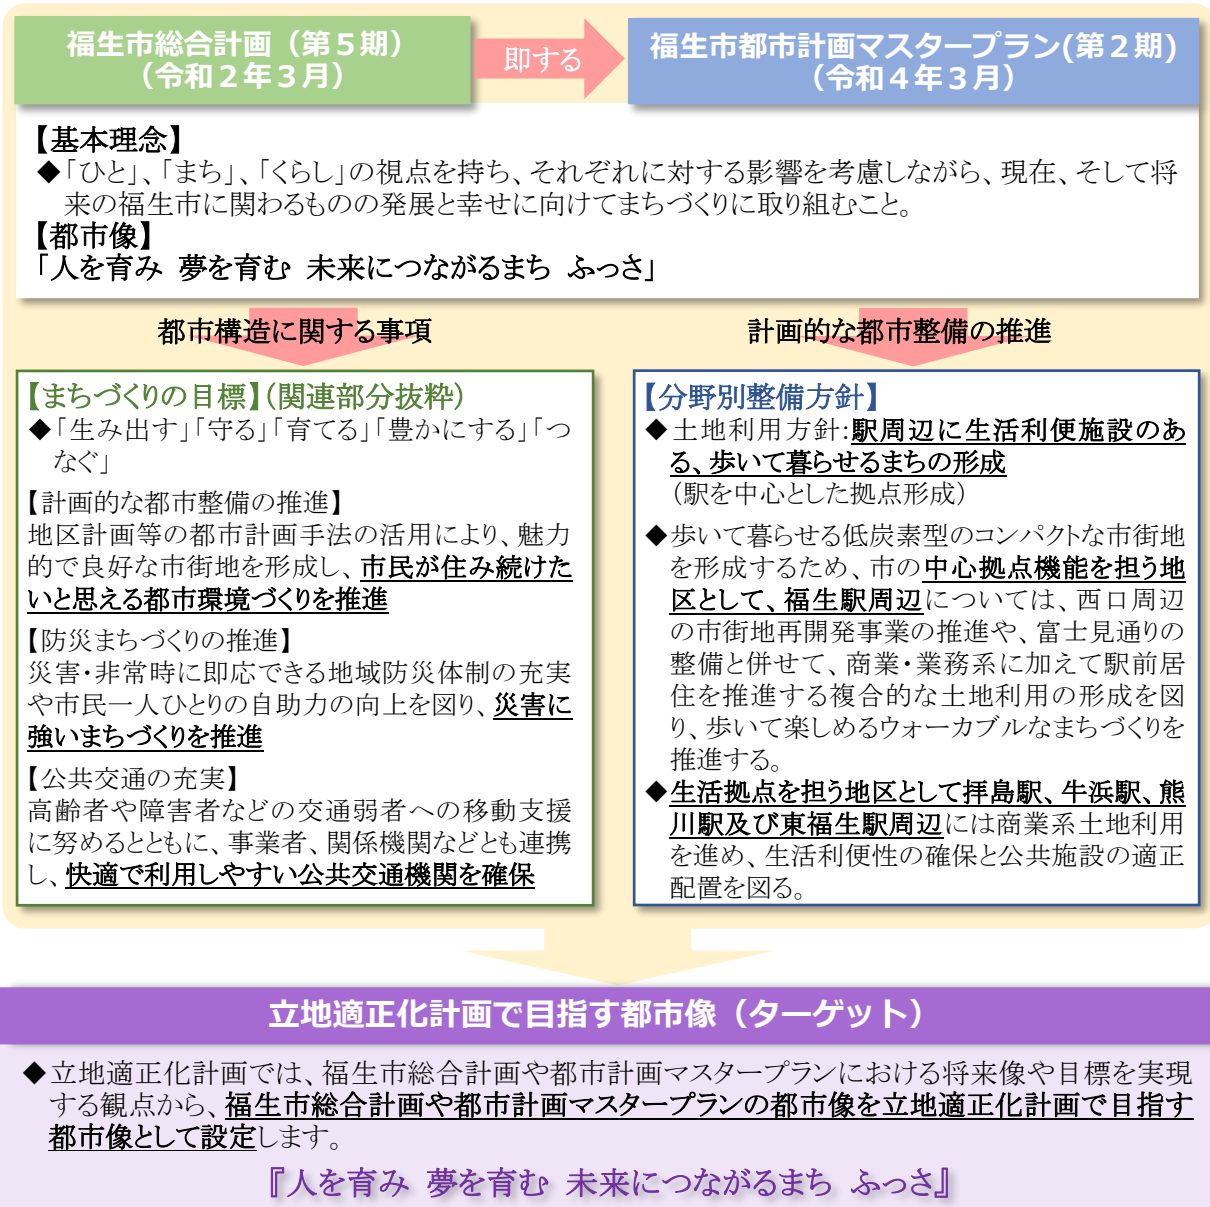 福生市総合計画（第５期）
（令和２年３月）
即する
福生市都市計画マスタープラン(第２期)
（令和４年３月）
【基本理念】
◆「ひと」、「まち」、「くらし」の視点を持ち、それぞれに対する影響を考慮しながら、現在、そして将
来の福生市に関わるものの発展と幸せに向けてまちづくりに取り組むこと。
【都市像】
「人を育み 夢を育む 未来につながるまち ふっさ」
都市構造に関する事項
計画的な都市整備の推進
【まちづくりの目標】（関連部分抜粋）
◆「生み出す」「守る」「育てる」「豊かにする」「つ
なぐ」
【計画的な都市整備の推進】
地区計画等の都市計画手法の活用により、魅力
的で良好な市街地を形成し、市民が住み続けた
いと思える都市環境づくりを推進
【防災まちづくりの推進】
災害・非常時に即応できる地域防災体制の充実
や市民一人ひとりの自助力の向上を図り、災害に
強いまちづくりを推進
【公共交通の充実】
高齢者や障害者などの交通弱者への移動支援
に努めるとともに、事業者、関係機関などとも連携
し、快適で利用しやすい公共交通機関を確保
【分野別整備方針】
◆土地利用方針：駅周辺に生活利便施設のあ
る、歩いて暮らせるまちの形成
（駅を中心とした拠点形成）
◆歩いて暮らせる低炭素型のコンパクトな市街地
を形成するため、市の中心拠点機能を担う地
区として、福生駅周辺については、西口周辺
の市街地再開発事業の推進や、富士見通りの
整備と併せて、商業・業務系に加えて駅前居
住を推進する複合的な土地利用の形成を図
り、歩いて楽しめるウォーカブルなまちづくりを
推進する。
◆生活拠点を担う地区として拝島駅、牛浜駅、熊
川駅及び東福生駅周辺には商業系土地利用
を進め、生活利便性の確保と公共施設の適正
配置を図る。
立地適正化計画で目指す都市像（ターゲット）
◆立地適正化計画では、福生市総合計画や都市計画マスタープランにおける将来像や目標を実現
する観点から、福生市総合計画や都市計画マスタープランの都市像を立地適正化計画で目指す
都市像として設定します。
『人を育み 夢を育む 未来につながるまち ふっさ』